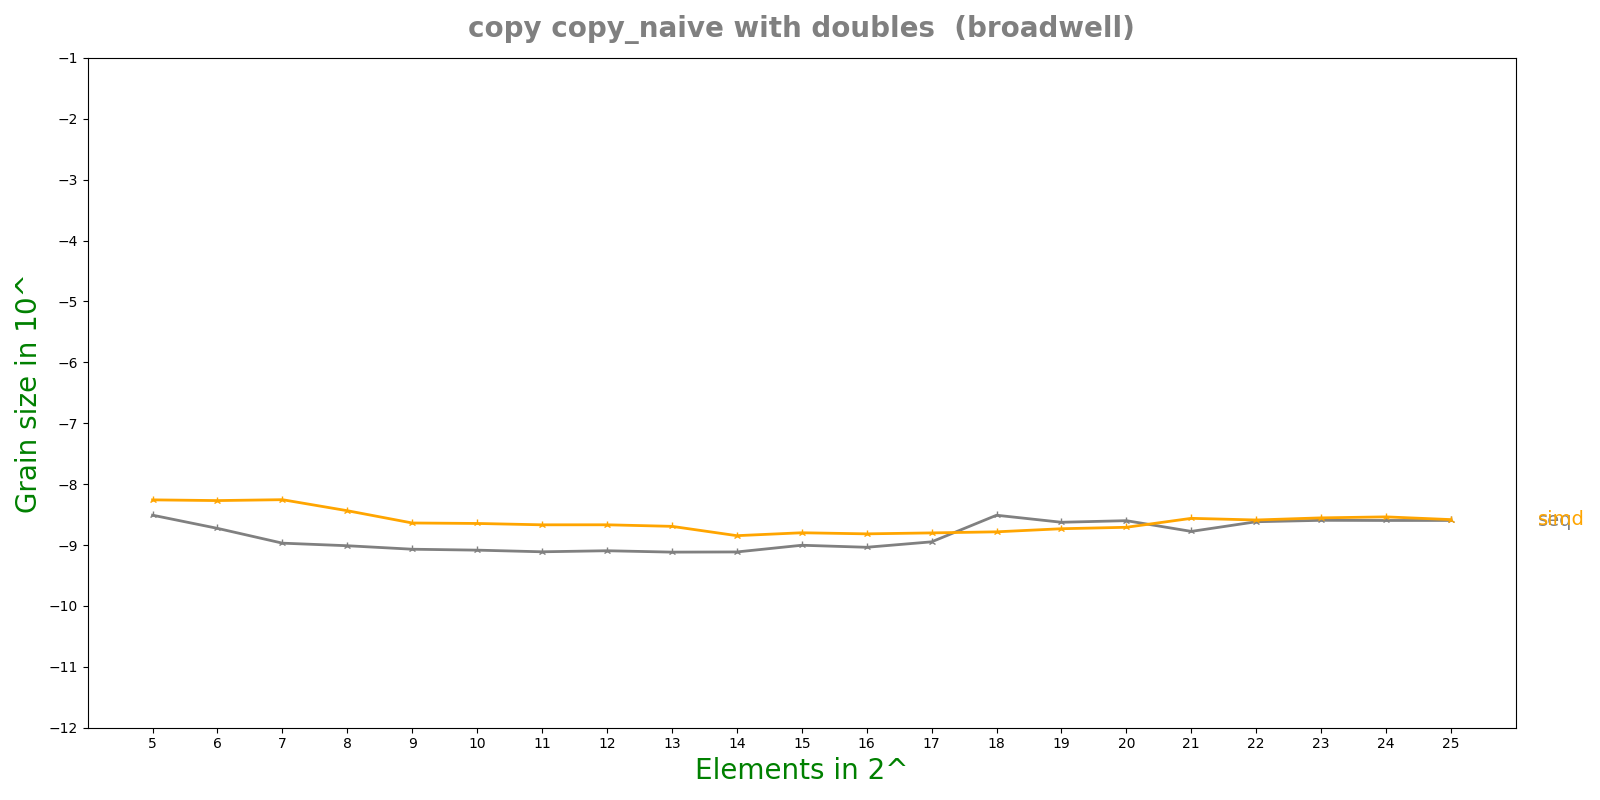 copy copy_naive with doubles  (broadwell)
−1
−2
−3
−4
−5
−6
−7
−8
−9
−10
−11
−12
Grain size in 10^
5 6 7 8 9 10 11 12 13 14 15 16 17 18 19 20 21 22 23 24 25
Elements in 2^
seq
simd